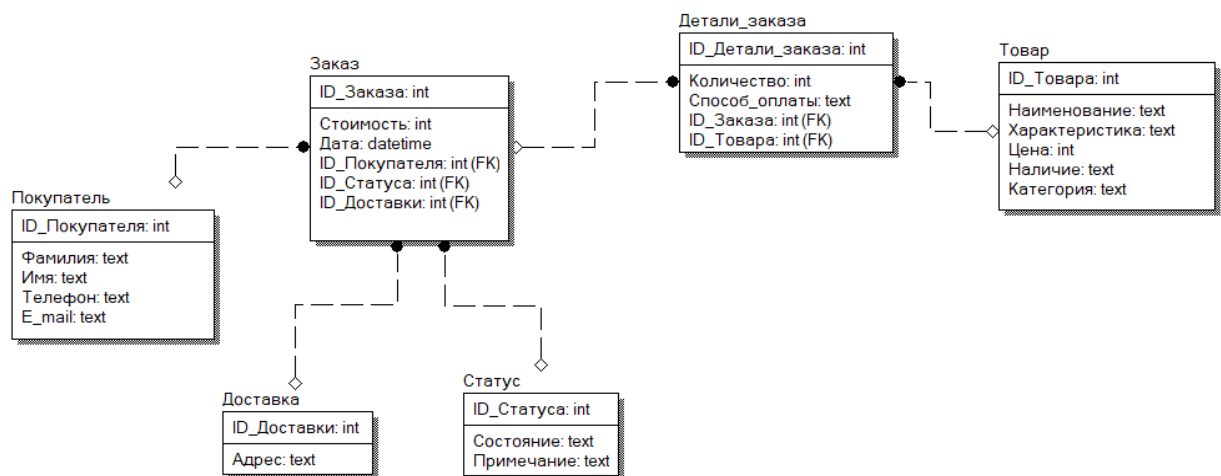 Детали_заказа
ID_Детали_заказа: int
Количество: int
Способ_оплаты: text
ID_Заказа: int (FK)
ID_Товара: int (FK)
Товар
ID_Товара: int
Наименование: text
Характеристика: text
Цена: int
Наличие: text
Категория: text
Заказ
ID_Заказа: int
Стоимость: int
Дата: datetime
ID_Покупателя: int (FK)
ID_Статуса: int (FK)
ID_Доставки: int (FK)
Покупатель
ID_Покупателя: int
Фамилия: text
Имя: text
Телефон: text
E_mail: text
Доставка
ID_Доставки: int
Адрес: text
Статус
ID_Статуса: int
Состояние: text
Примечание: text